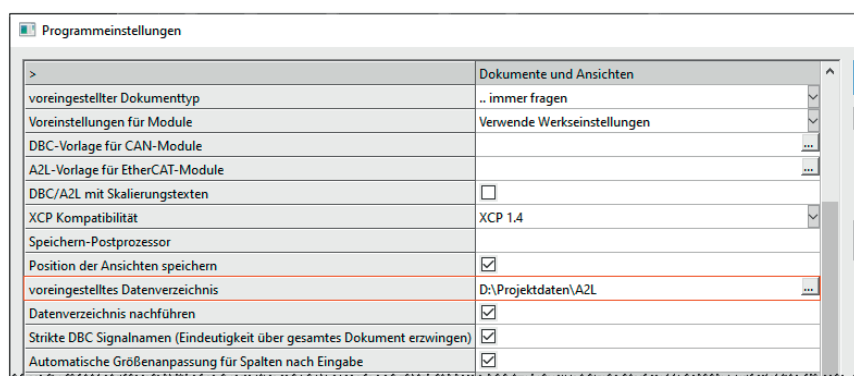 Programmeinstellungen
> Dokumente und Ansichten
voreingestellter Dokumenttyp .. immer fragen
Voreinstellungen für Module Verwende Werkseinstellungen
DBC-Vorlage für CAN-Module ...
A2L-Vorlage für EtherCAT-Module ...
DBC/A2L mit Skalierungstexten
XCP Kompatibilität XCP 1.4
Speichern-Postprozessor
Position der Ansichten speichern
voreingestelltes Datenverzeichnis D:\Projektdaten\A2L ...
Datenverzeichnis nachführen
Strikte DBC Signalnamen (Eindeutigkeit über gesamtes Dokument erzwingen)
Automatische Größenanpassung für Spalten nach Eingabe